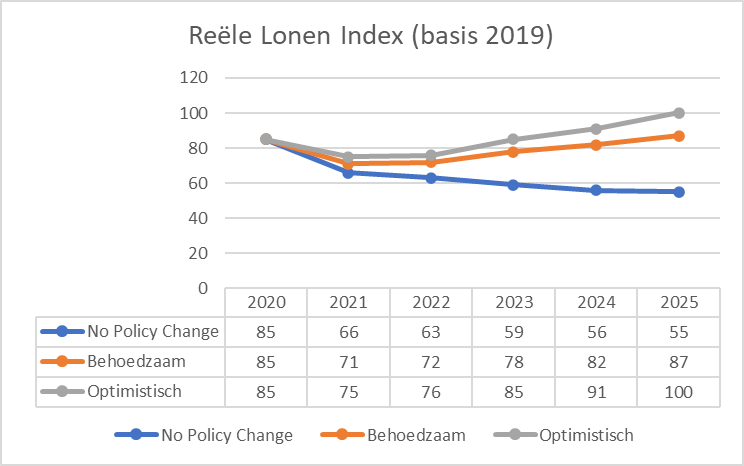 Reële Lonen Index (basis 2019)
120
100
80
60
40
20
0
2020 2021 2022 2023 2024 2025
No Policy Change 85 66 63 59 56 55
Behoedzaam 85 71 72 78 82 87
Optimistisch 85 75 76 85 91 100
No Policy Change Behoedzaam Optimistisch